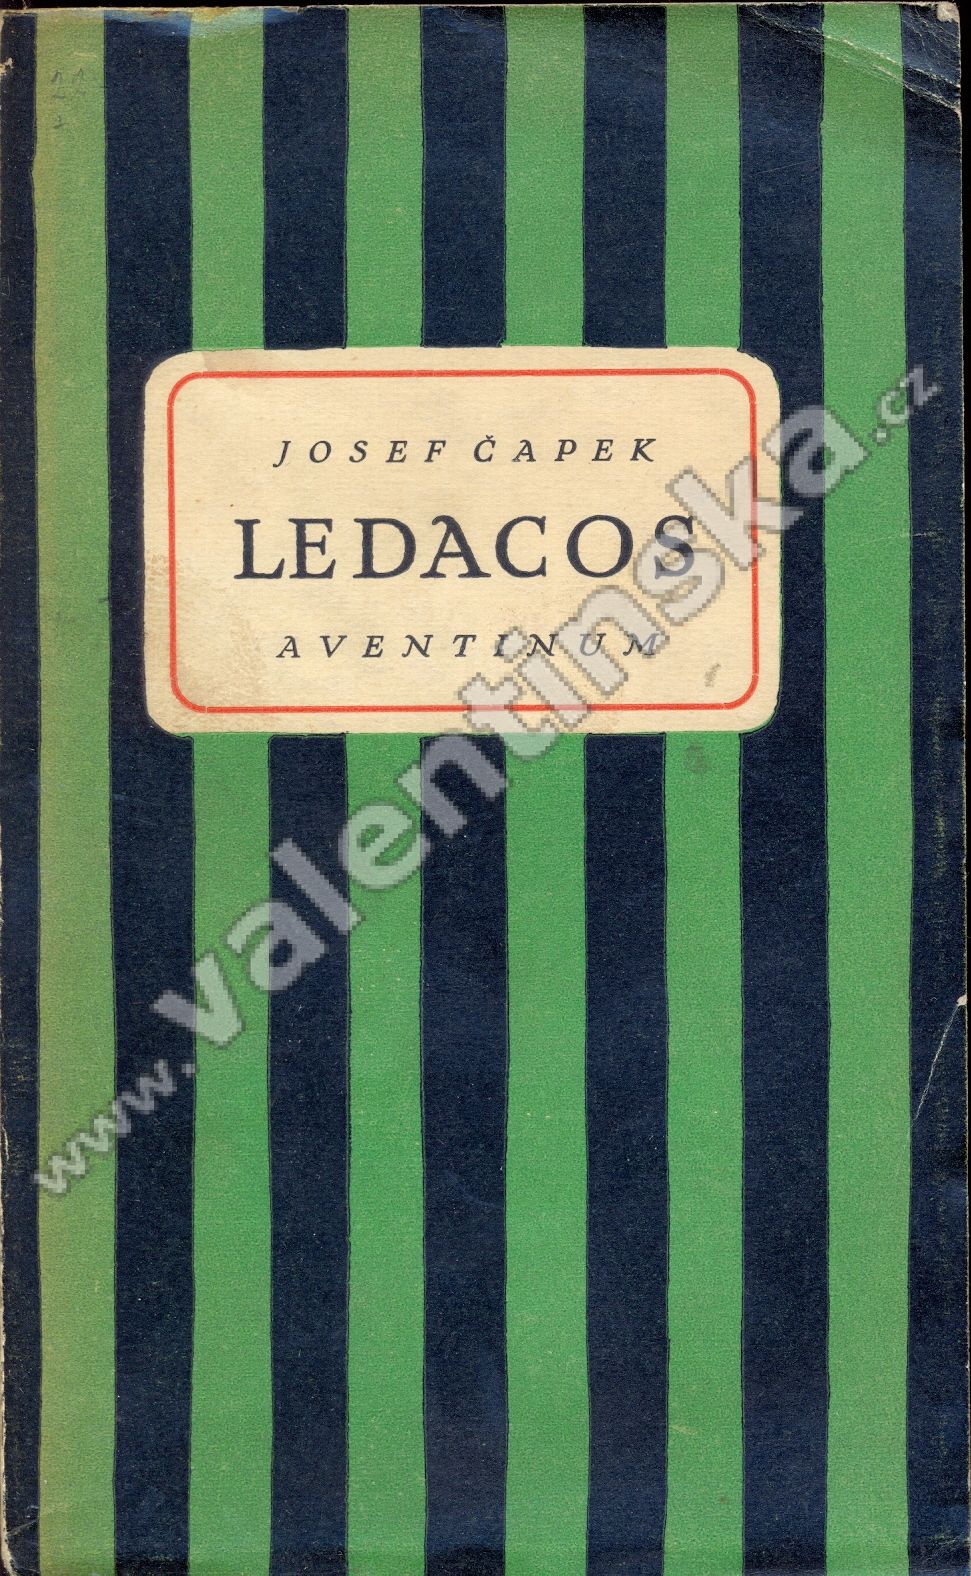 JOSEF ČAPEK
LEDACOS
AVENTINUM
www.valentinska.cz